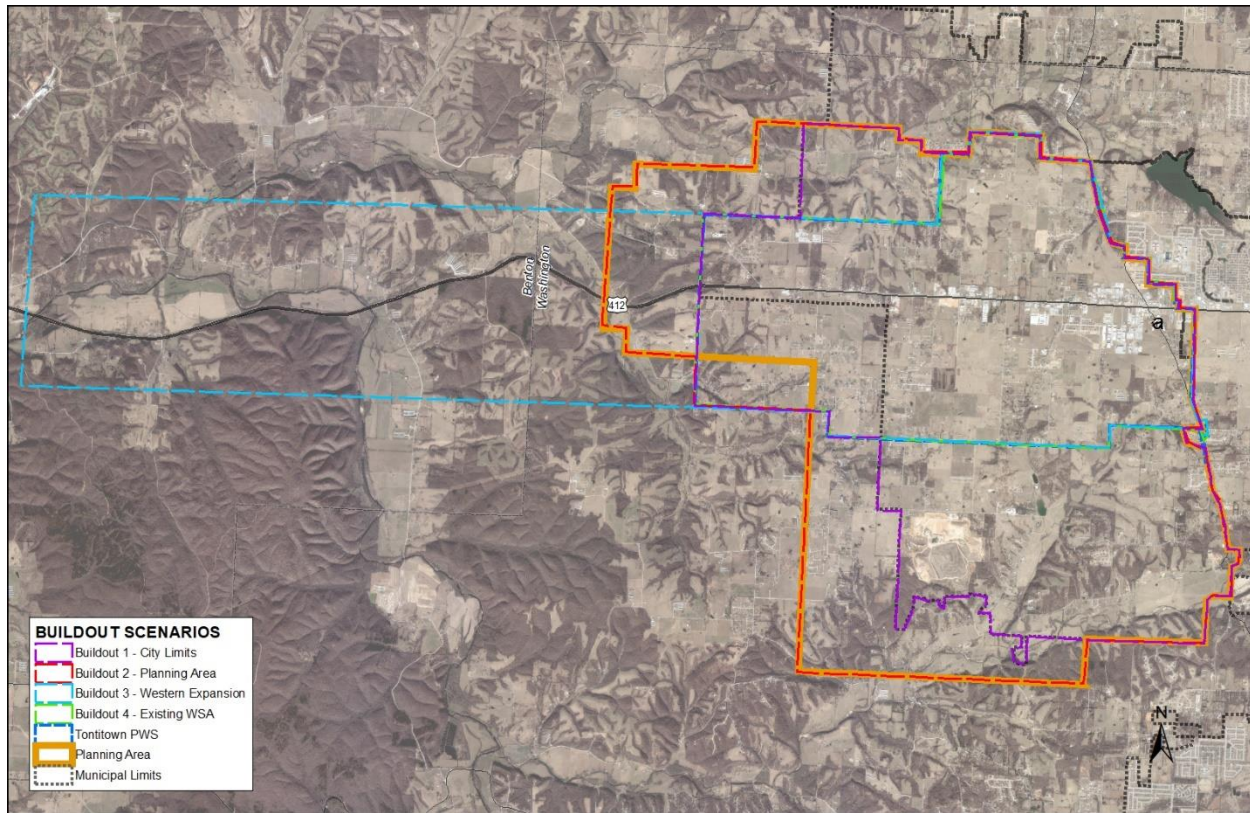 Benton
Washington
412
a
BUILDOUT SCENARIOS
Buildout 1 - City Limits
Buildout 2 - Planning Area
Buildout 3 - Western Expansion
Buildout 4 - Existing WSA
Tontitown PWS
Planning Area
Municipal Limits
N